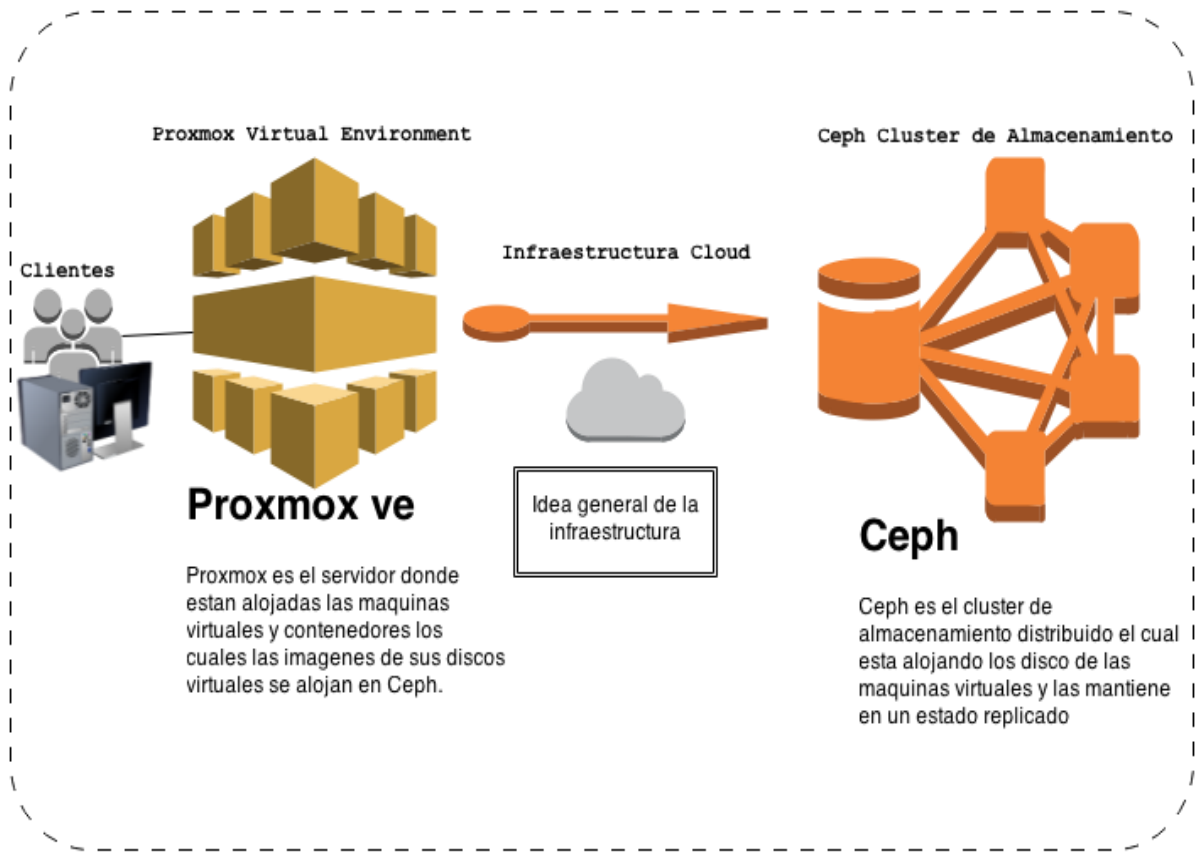 Proxmox Virtual Environment
Ceph Cluster de Almacenamiento
Infraestructura Cloud
Clientes
Proxmox ve
Idea general de la
infraestructura
Ceph
Proxmox es el servidor donde
estan alojadas las maquinas
virtuales y contenedores los
cuales las imagenes de sus discos
virtuales se alojan en Ceph.
Ceph es el cluster de
almacenamiento distribuido el cual
esta alojando los disco de las
maquinas virtuales y las mantiene
en un estado replicado